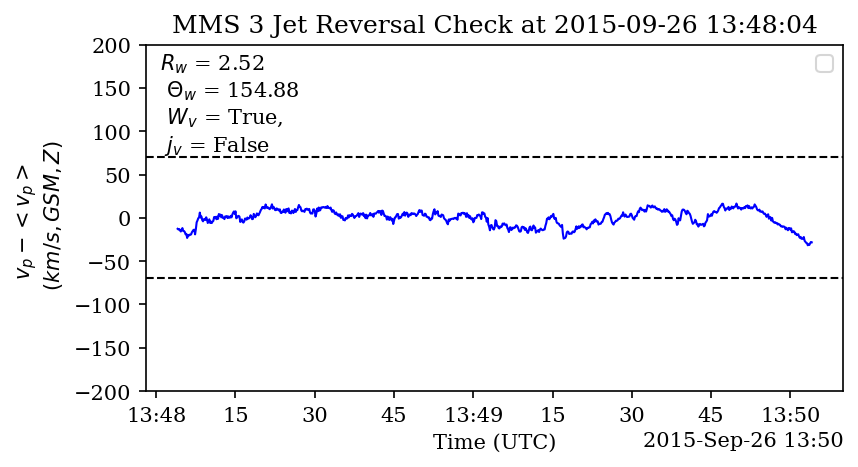 MMS 3 Jet Reversal Check at 2015-09-26 13:48:04
R_w = 2.52
Θ_w = 154.88
W_v = True,
j_v = False
v_p − < v_p >
(km/s, GSM, Z)
200
150
100
50
0
−50
−100
−150
−200
13:48 15 30 45 13:49 15 30 45 13:50
Time (UTC)
2015-Sep-26 13:50